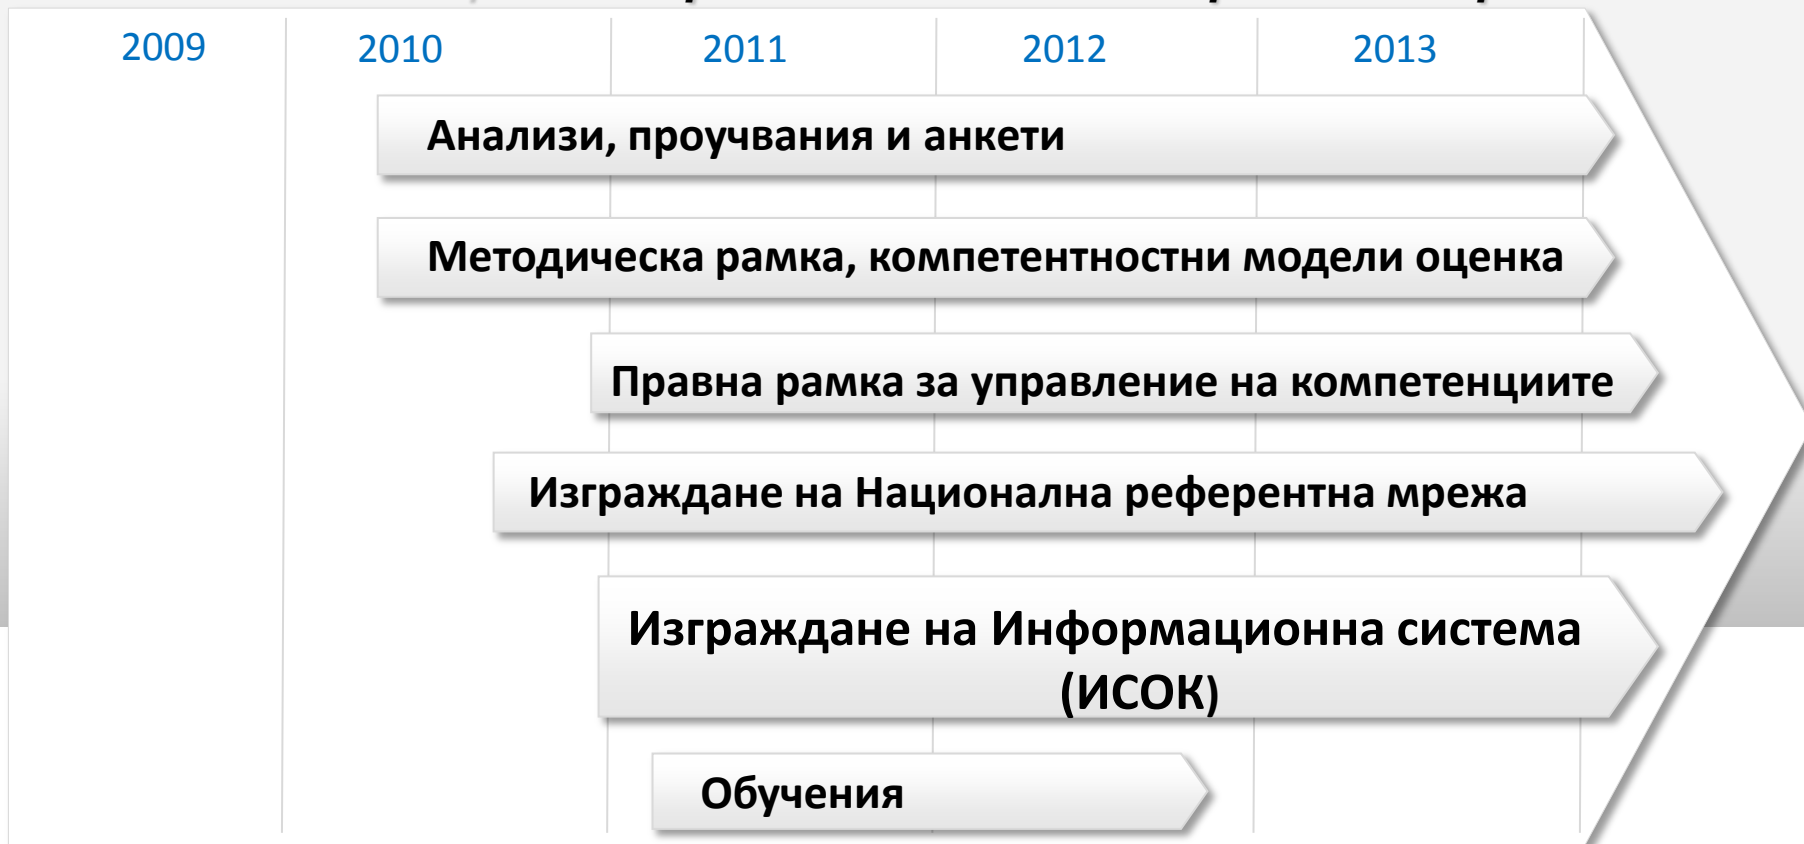 2009 2010 2011 2012 2013
Анализи, проучвания и анкети
Методическа рамка, компетентностни модели оценка
Правна рамка за управление на компетенциите
Изграждане на Национална референтна мрежа
Изграждане на Информационна система
(ИСОК)
Обучения